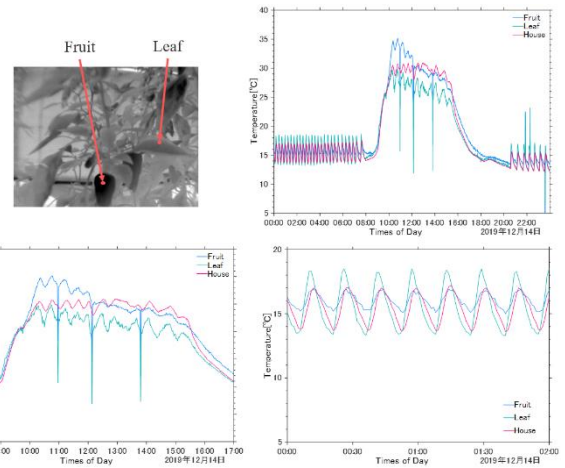 Fruit Leaf
Fruit
Leaf
House
Temperature[℃]
40
35
30
25
20
15
10
5
00:00 02:00 04:00 06:00 08:00 10:00 12:00 14:00 16:00 18:00 20:00 22:00
Times of Day 2019年12月14日
Fruit
Leaf
House
10:00 11:00 12:00 13:00 14:00 15:00 16:00 17:00
Times of Day 2019年12月14日
Temperature[℃]
20
15
10
5
Fruit
Leaf
House
00:00 00:30 01:00 01:30 02:00
Times of Day 2019年12月14日